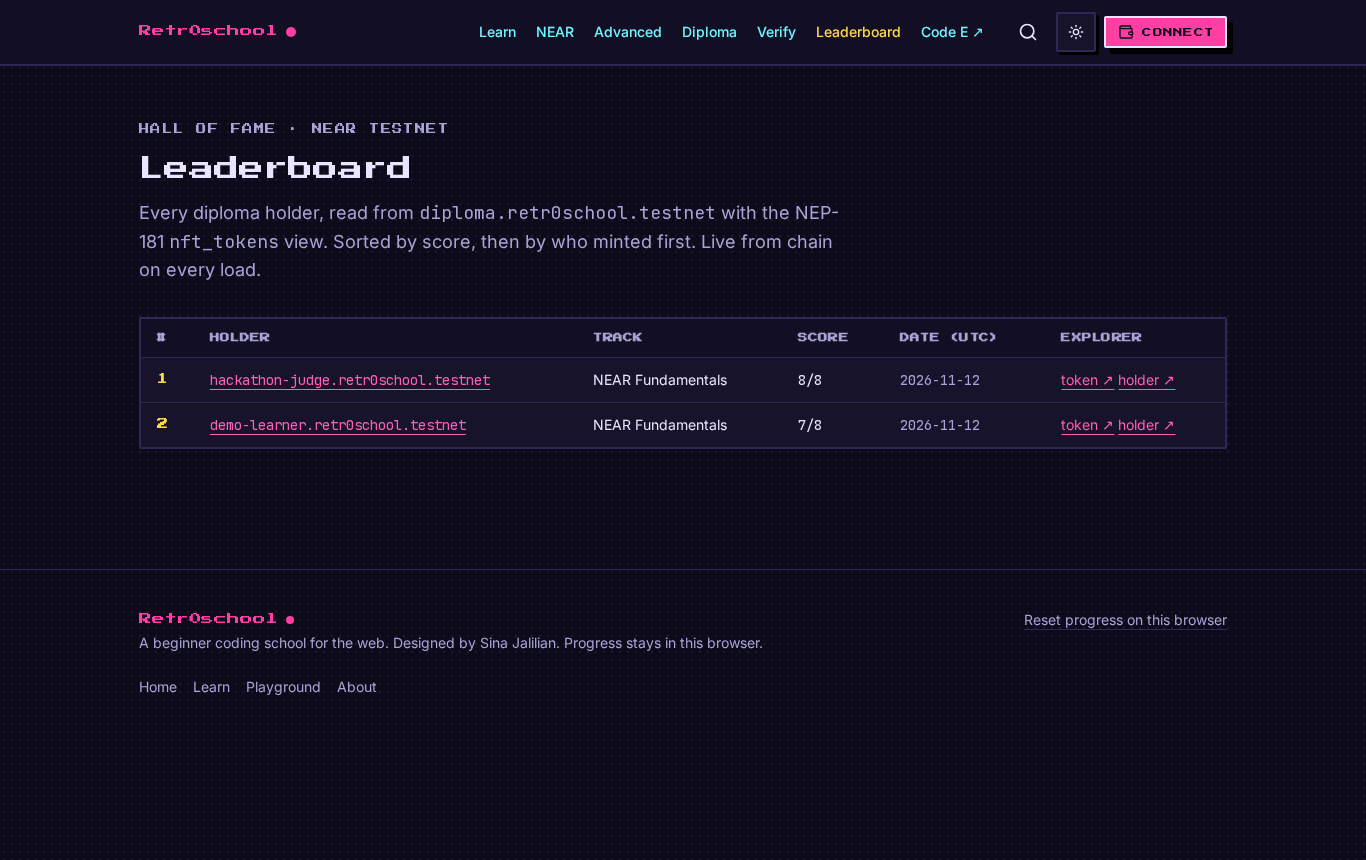 Retr0school
Learn NEAR Advanced Diploma Verify Leaderboard Code E ↗ CONNECT
HALL OF FAME · NEAR TESTNET
Leaderboard
Every diploma holder, read from diploma.retr0school.testnet with the NEP-
181 nft_tokens view. Sorted by score, then by who minted first. Live from chain
on every load.
# HOLDER TRACK SCORE DATE (UTC) EXPLORER
1 hackathon-judge.retr0school.testnet NEAR Fundamentals 8/8 2026-11-12 token ↗ holder ↗
2 demo-learner.retr0school.testnet NEAR Fundamentals 7/8 2026-11-12 token ↗ holder ↗
Retr0school
Reset progress on this browser
A beginner coding school for the web. Designed by Sina Jalilian. Progress stays in this browser.
Home Learn Playground About